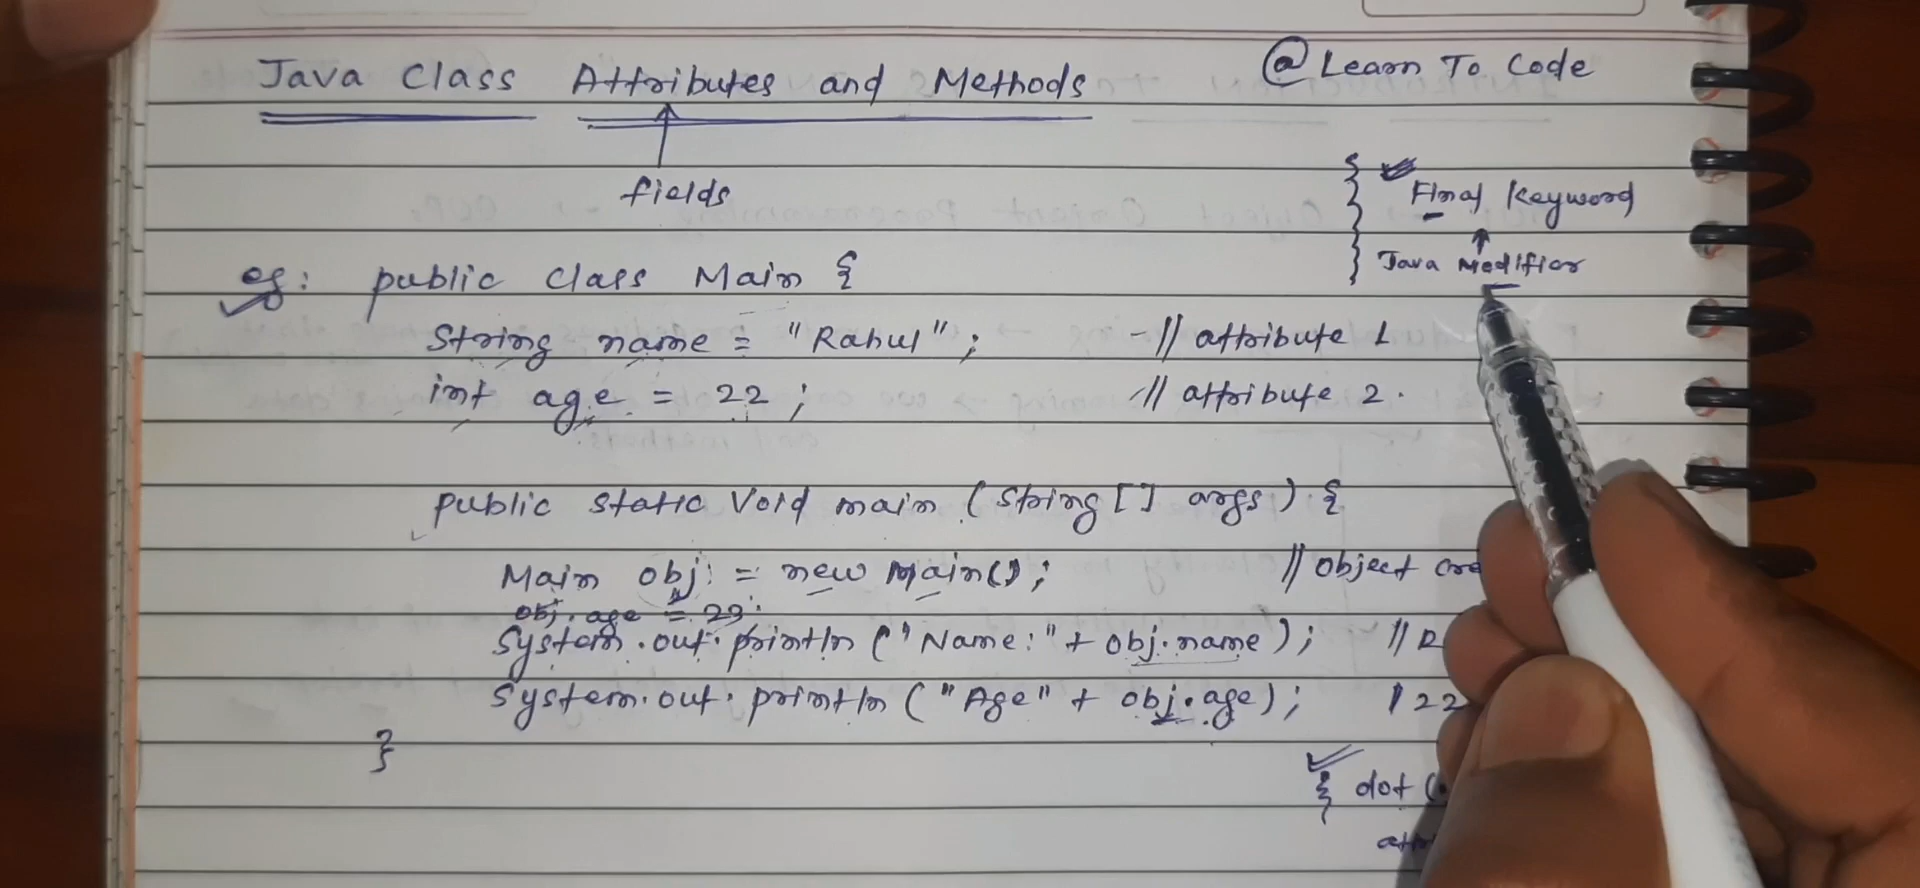 Java Class Attributes and Methods
@ Learn To Code
fields
Final Keyword
Java Modifier
eg: public class Main {
String name = "Rahul"; // attribute 1
int age = 22; // attribute 2.
public static void main (String [] args) {
Main obj = new Main(); // object
obj.age = 23;
System.out.println ("Name:" + obj.name); //
System.out.println ("Age" + obj.age); / 22
}
dot